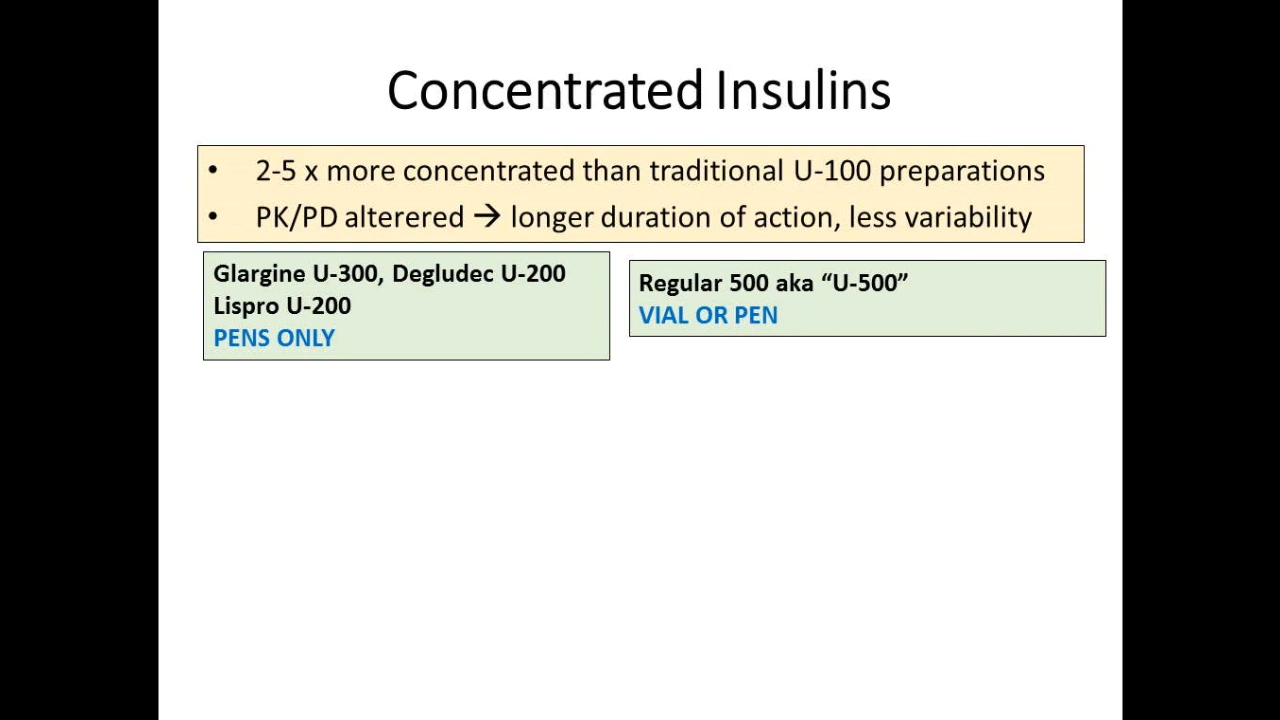 Concentrated Insulins
• 2-5 x more concentrated than traditional U-100 preparations
• PK/PD alterered → longer duration of action, less variability
Glargine U-300, Degludec U-200
Lispro U-200
PENS ONLY
Regular 500 aka “U-500”
VIAL OR PEN